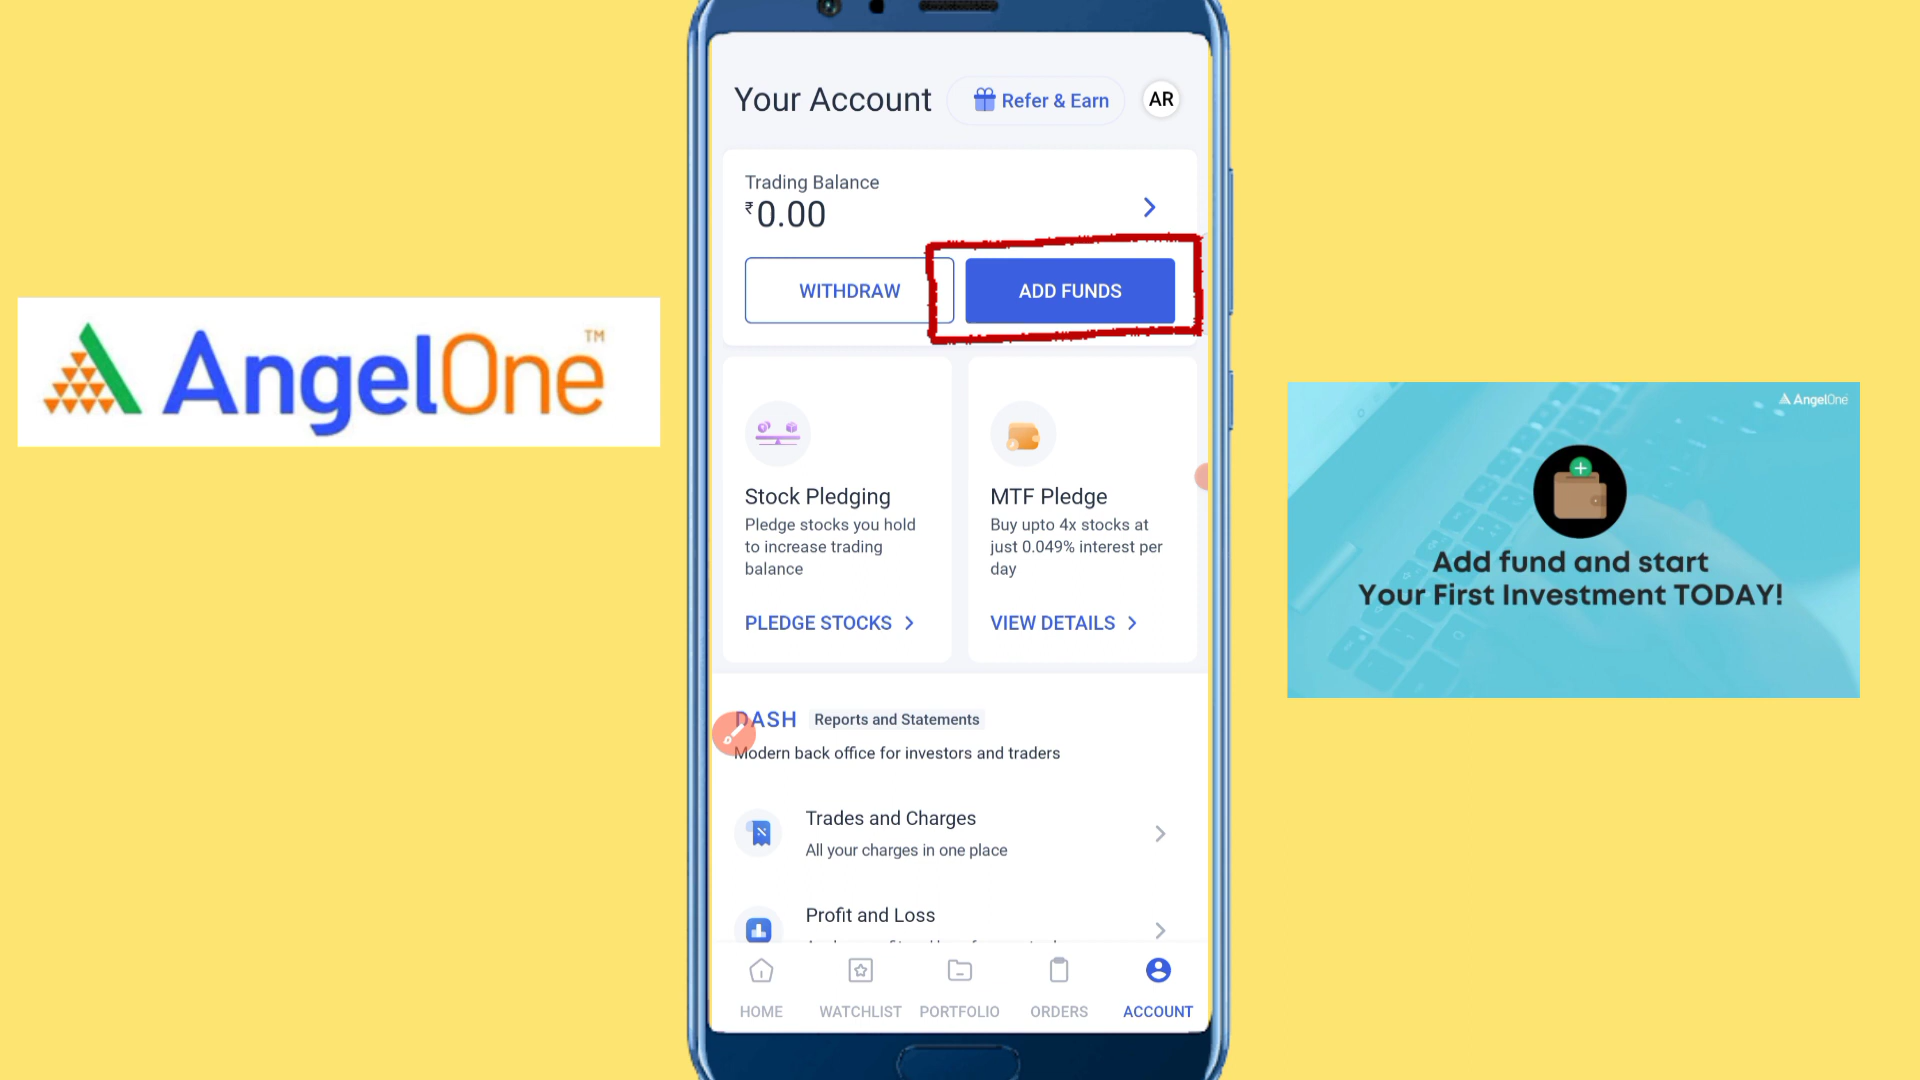 AngelOne™
Your Account
Refer & Earn
AR
Trading Balance
₹0.00
WITHDRAW
ADD FUNDS
Stock Pledging
Pledge stocks you hold
to increase trading
balance
PLEDGE STOCKS
MTF Pledge
Buy upto 4x stocks at
just 0.049% interest per
day
VIEW DETAILS
DASH
Reports and Statements
Modern back office for investors and traders
Trades and Charges
All your charges in one place
Profit and Loss
HOME
WATCHLIST
PORTFOLIO
ORDERS
ACCOUNT
AngelOne
Add fund and start
Your First Investment TODAY!